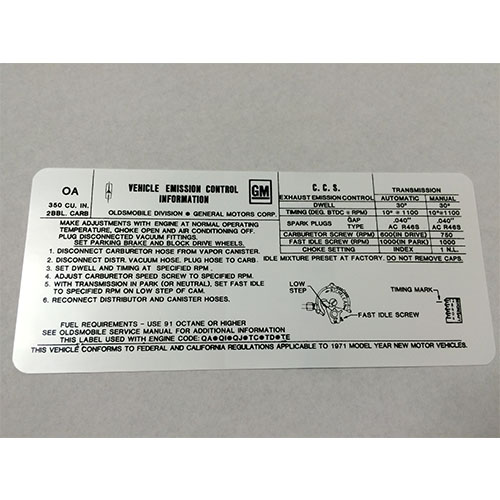 OA
350 CU. IN.
2BBL. CARB
VEHICLE EMISSION CONTROL
INFORMATION
OLDSMOBILE DIVISION • GENERAL MOTORS CORP.
GM
C. C. S.
EXHAUST EMISSION CONTROL
TRANSMISSION
AUTOMATIC MANUAL
DWELL 30° 30°
TIMING (DEG. BTDC = RPM) 10° = 1100 10°=1100
SPARK PLUGS GAP .040" .040"
TYPE AC R46S AC R46S
CARBURETOR SCREW (RPM) 600(IN DRIVE) 750
FAST IDLE SCREW (RPM) 1000(IN PARK) 1000
CHOKE SETTING INDEX 1 N.L.
MAKE ADJUSTMENTS WITH ENGINE AT NORMAL OPERATING
TEMPERATURE, CHOKE OPEN AND AIR CONDITIONING OFF.
PLUG DISCONNECTED VACUUM FITTINGS.
SET PARKING BRAKE AND BLOCK DRIVE WHEELS.
1. DISCONNECT CARBURETOR HOSE FROM VAPOR CANISTER.
2. DISCONNECT DISTR. VACUUM HOSE. PLUG HOSE TO CARB.
3. SET DWELL AND TIMING AT SPECIFIED RPM.
4. ADJUST CARBURETOR SPEED SCREW TO SPECIFIED RPM.
5. WITH TRANSMISSION IN PARK (OR NEUTRAL), SET FAST IDLE
TO SPECIFIED RPM ON LOW STEP OF CAM.
6. RECONNECT DISTRIBUTOR AND CANISTER HOSES.
IDLE MIXTURE PRESET AT FACTORY. DO NOT REMOVE CAPS.
LOW
STEP
FAST IDLE SCREW
TIMING MARK
FUEL REQUIREMENTS - USE 91 OCTANE OR HIGHER
SEE OLDSMOBILE SERVICE MANUAL FOR ADDITIONAL INFORMATION
THIS LABEL USED WITH ENGINE CODE: QA•QI•QJ•TC•TD•TE
THIS VEHICLE CONFORMS TO FEDERAL AND CALIFORNIA REGULATIONS APPLICABLE TO 1971 MODEL YEAR NEW MOTOR VEHICLES.